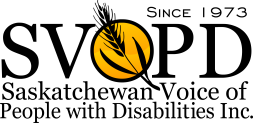 Since 1973
SVOPD
Saskatchewan Voice of
People with Disabilities Inc.